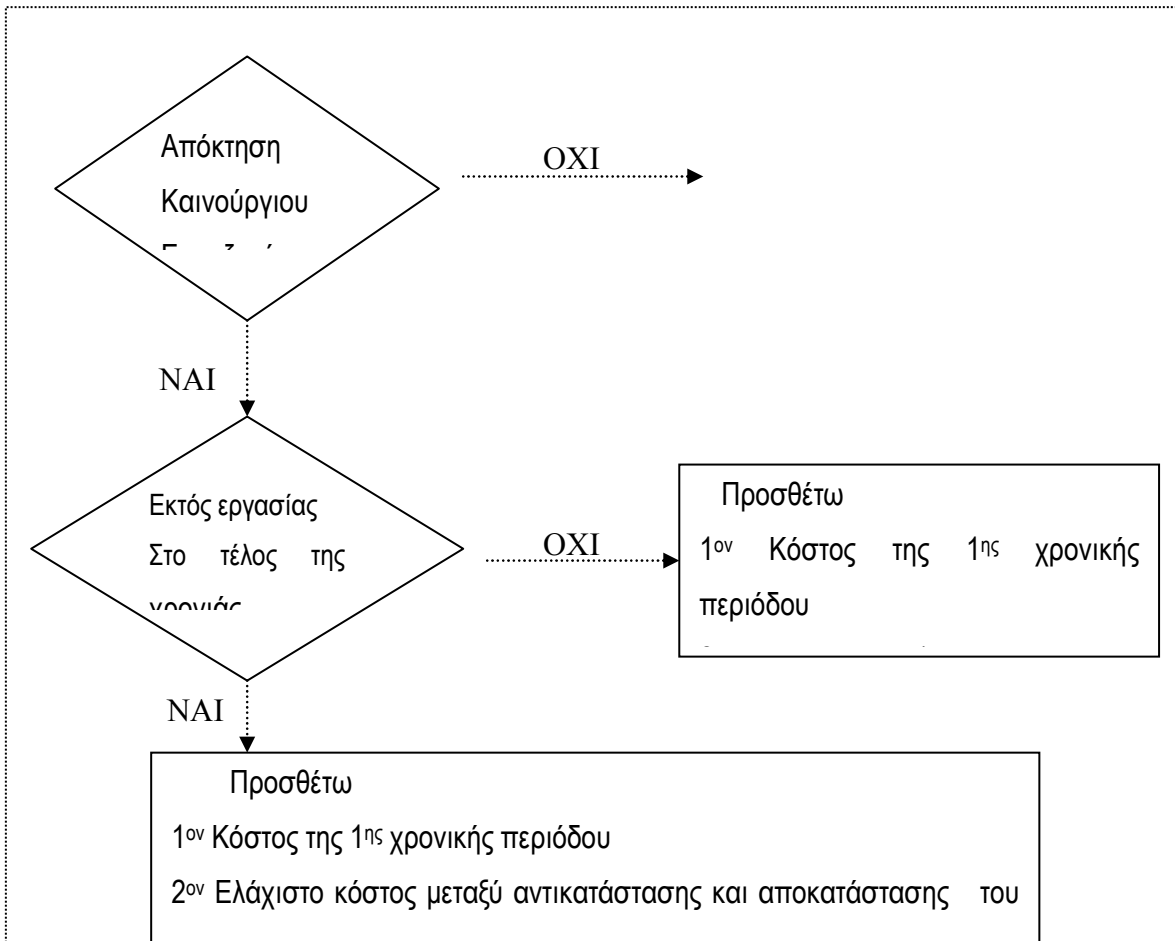 Απόκτηση
ΟΧΙ
Καινούργιου
ΝΑΙ
Εκτός εργασίας
Στο τέλος της
χρονιάς
ΟΧΙ
Προσθέτω
1ον Κόστος της 1ης χρονικής
περιόδου
ΝΑΙ
Προσθέτω
1ον Κόστος της 1ης χρονικής περιόδου
2ον Ελάχιστο κόστος μεταξύ αντικατάστασης και αποκατάστασης του